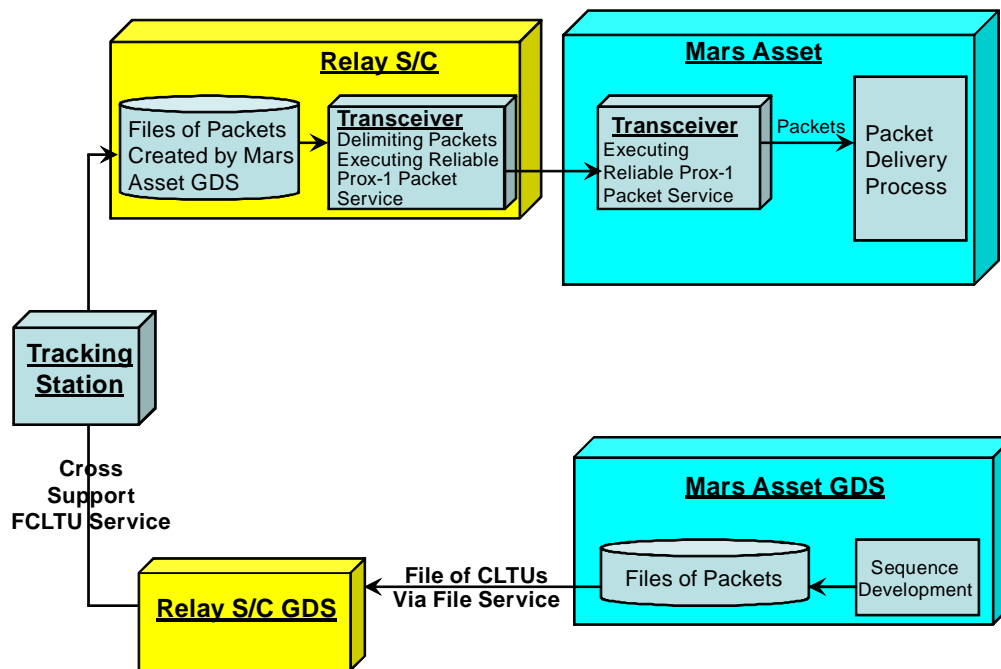 Relay S/C
Files of Packets
Created by Mars
Asset GDS
Transceiver
Delimiting Packets
Executing Reliable
Prox-1 Packet
Service
Mars Asset
Transceiver
Executing
Reliable Prox-1
Packet Service
Packets
Packet
Delivery
Process
Tracking
Station
Cross
Support
FCLTU Service
Relay S/C GDS
File of CLTUs
Via File Service
Mars Asset GDS
Files of Packets
Sequence
Development